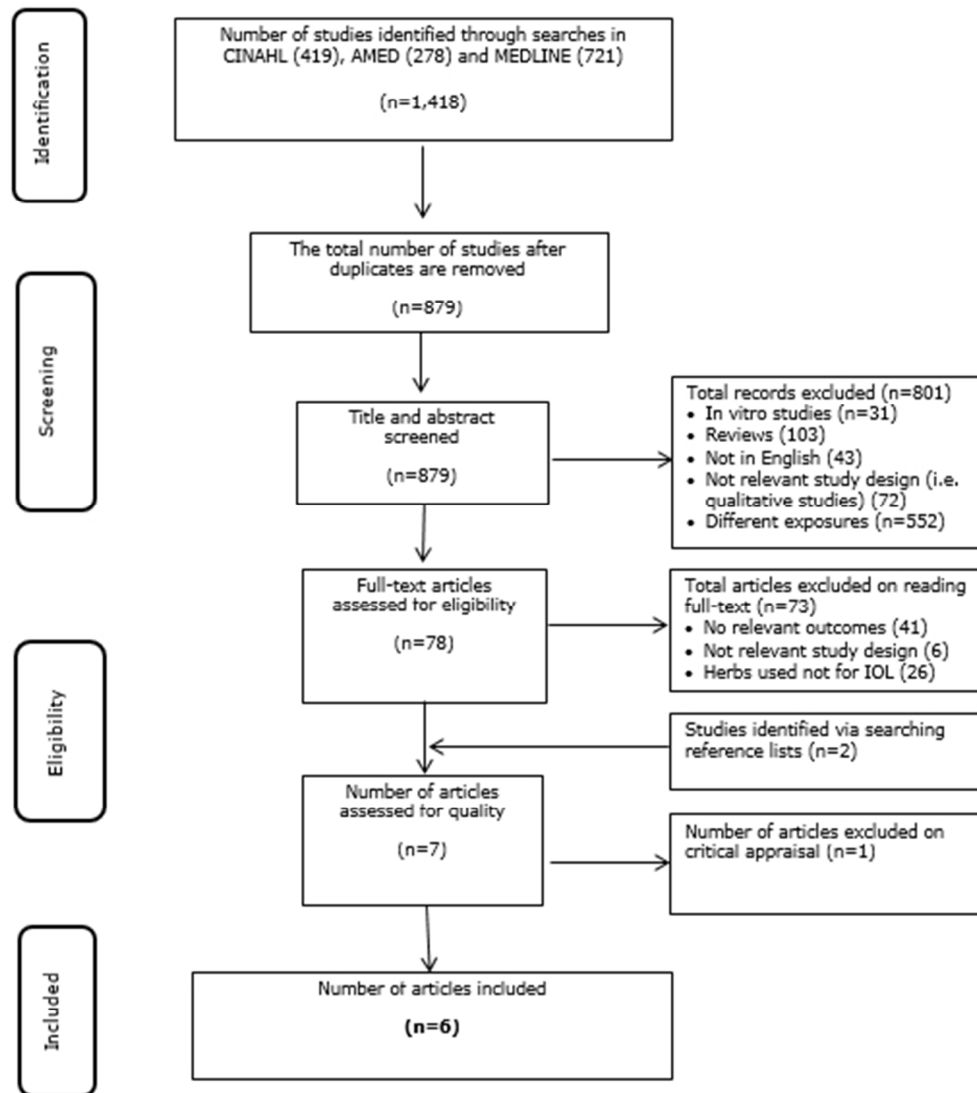 Identification
Number of studies identified through searches in
CINAHL (419), AMED (278) and MEDLINE (721)
(n=1,418)
Screening
The total number of studies after
duplicates are removed
(n=879)
Title and abstract
screened
(n=879)
Total records excluded (n=801)
• In vitro studies (n=31)
• Reviews (103)
• Not in English (43)
• Not relevant study design (i.e.
qualitative studies) (72)
• Different exposures (n=552)
Eligibility
Full-text articles
assessed for eligibility
(n=78)
Total articles excluded on reading
full-text (n=73)
• No relevant outcomes (41)
• Not relevant study design (6)
• Herbs used not for IOL (26)
Studies identified via searching
reference lists (n=2)
Number of articles
assessed for quality
(n=7)
Number of articles excluded on
critical appraisal (n=1)
Included
Number of articles included
(n=6)